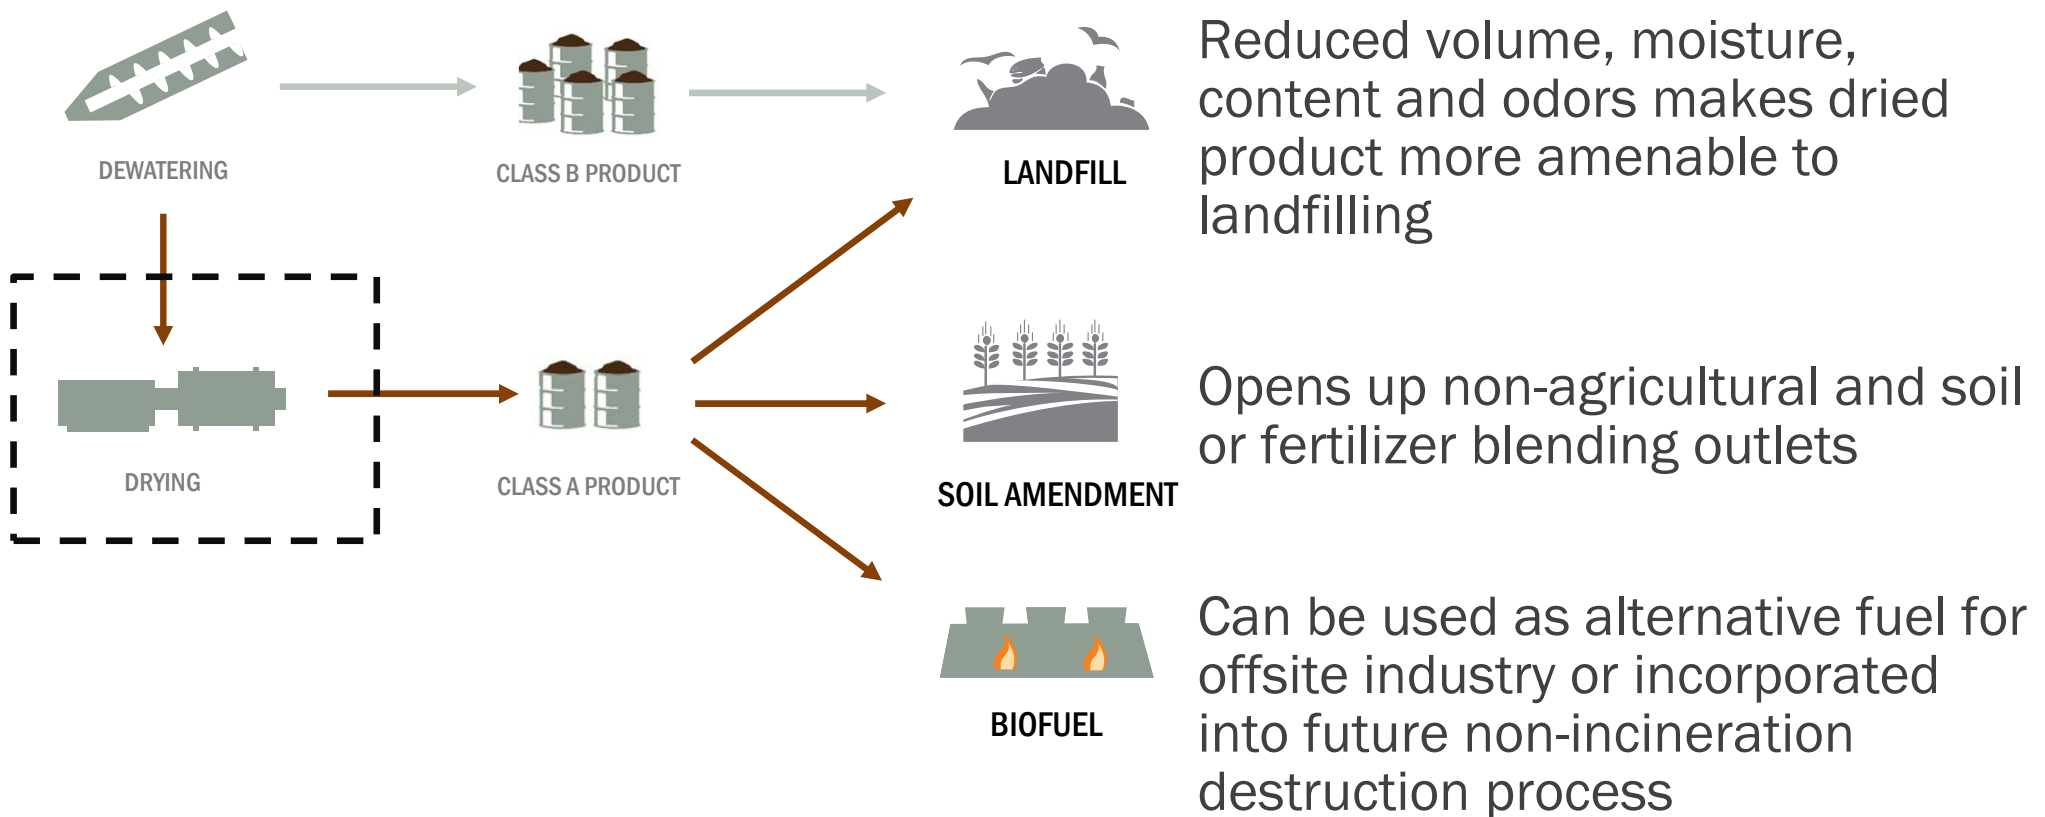 DEWATERING
CLASS B PRODUCT
LANDFILL
Reduced volume, moisture,
content and odors makes dried
product more amenable to
landfilling
DRYING
CLASS A PRODUCT
SOIL AMENDMENT
Opens up non-agricultural and soil
or fertilizer blending outlets
BIOFUEL
Can be used as alternative fuel for
offsite industry or incorporated
into future non-incineration
destruction process